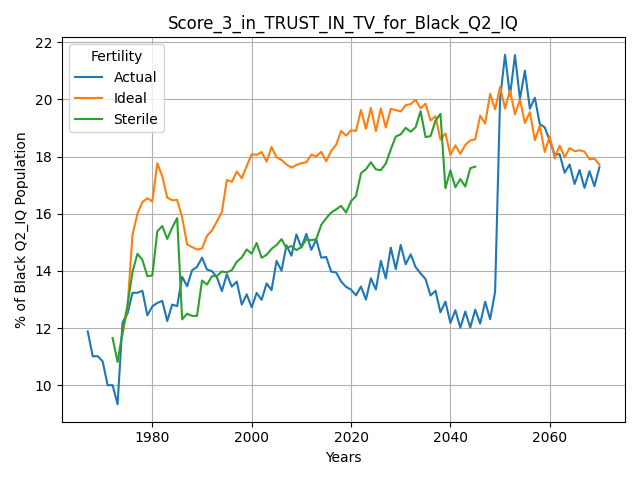 Score_3_in_TRUST_IN_TV_for_Black_Q2_IQ
% of Black Q2_IQ Population
22
20
18
16
14
12
10
Fertility
Actual
Ideal
Sterile
1980
2000
2020
2040
2060
Years